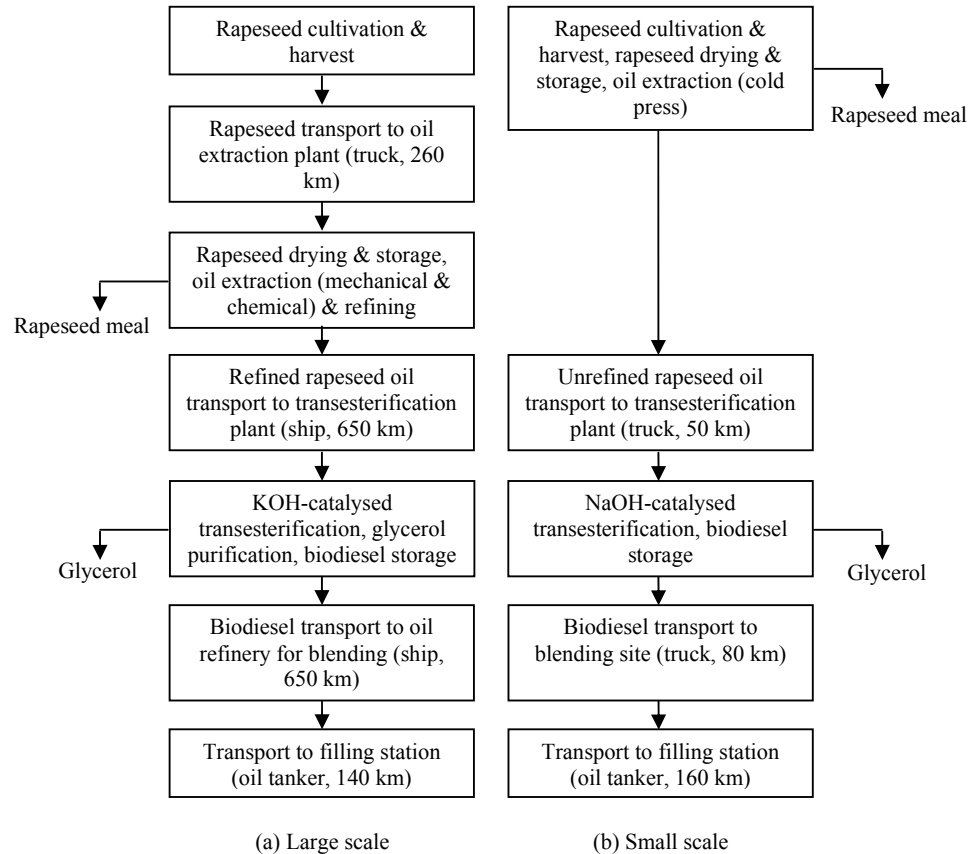 Rapeseed cultivation &
harvest
Rapeseed transport to oil
extraction plant (truck, 260
km)
Rapeseed drying & storage,
oil extraction (mechanical &
chemical) & refining
Rapeseed meal
Refined rapeseed oil
transport to transesterification
plant (ship, 650 km)
KOH-catalysed
transesterification, glycerol
purification, biodiesel storage
Glycerol
Biodiesel transport to oil
refinery for blending (ship,
650 km)
Transport to filling station
(oil tanker, 140 km)
(a) Large scale
Rapeseed cultivation &
harvest, rapeseed drying &
storage, oil extraction (cold
press)
Rapeseed meal
Unrefined rapeseed oil
transport to transesterification
plant (truck, 50 km)
NaOH-catalysed
transesterification, biodiesel
storage
Glycerol
Biodiesel transport to
blending site (truck, 80 km)
Transport to filling station
(oil tanker, 160 km)
(b) Small scale